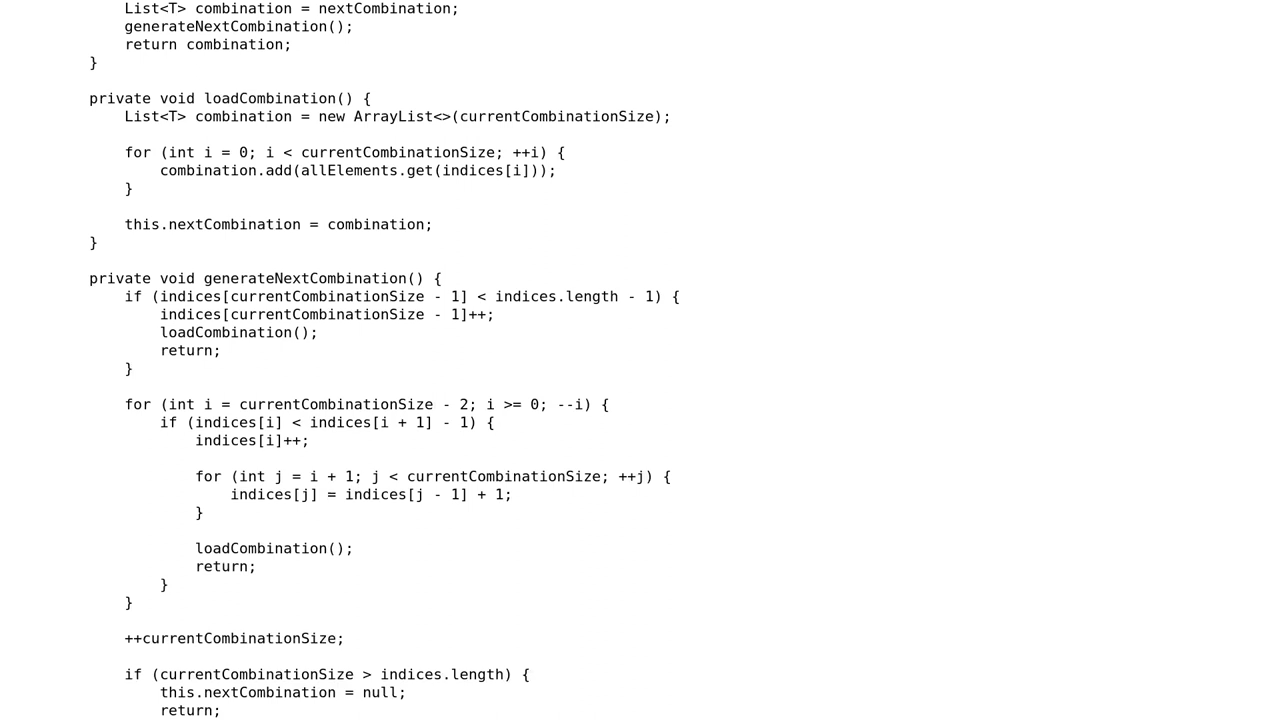 List<T> combination = nextCombination;
generateNextCombination();
return combination;
}
private void loadCombination() {
List<T> combination = new ArrayList<>(currentCombinationSize);
for (int i = 0; i < currentCombinationSize; ++i) {
combination.add(allElements.get(indices[i]));
}
this.nextCombination = combination;
}
private void generateNextCombination() {
if (indices[currentCombinationSize - 1] < indices.length - 1) {
indices[currentCombinationSize - 1]++;
loadCombination();
return;
}
for (int i = currentCombinationSize - 2; i >= 0; --i) {
if (indices[i] < indices[i + 1] - 1) {
indices[i]++;
for (int j = i + 1; j < currentCombinationSize; ++j) {
indices[j] = indices[j - 1] + 1;
}
loadCombination();
return;
}
}
++currentCombinationSize;
if (currentCombinationSize > indices.length) {
this.nextCombination = null;
return;